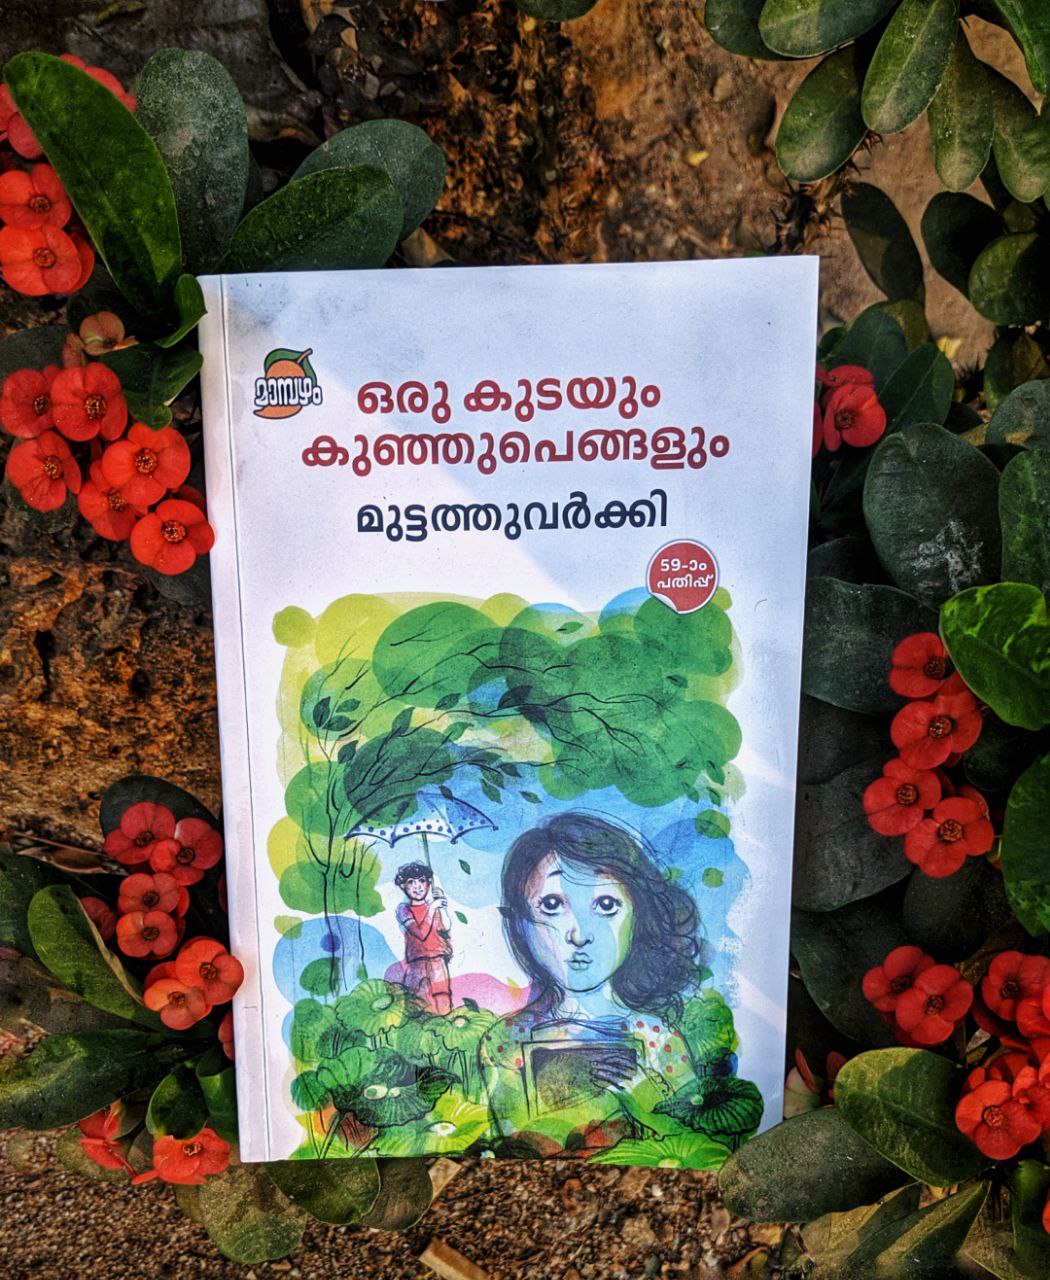 മാമ്പഴം
ഒരു കുടയും
കുഞ്ഞുപെങ്ങളും
മുട്ടത്തുവർക്കി
59-ാം
പതിപ്പ്